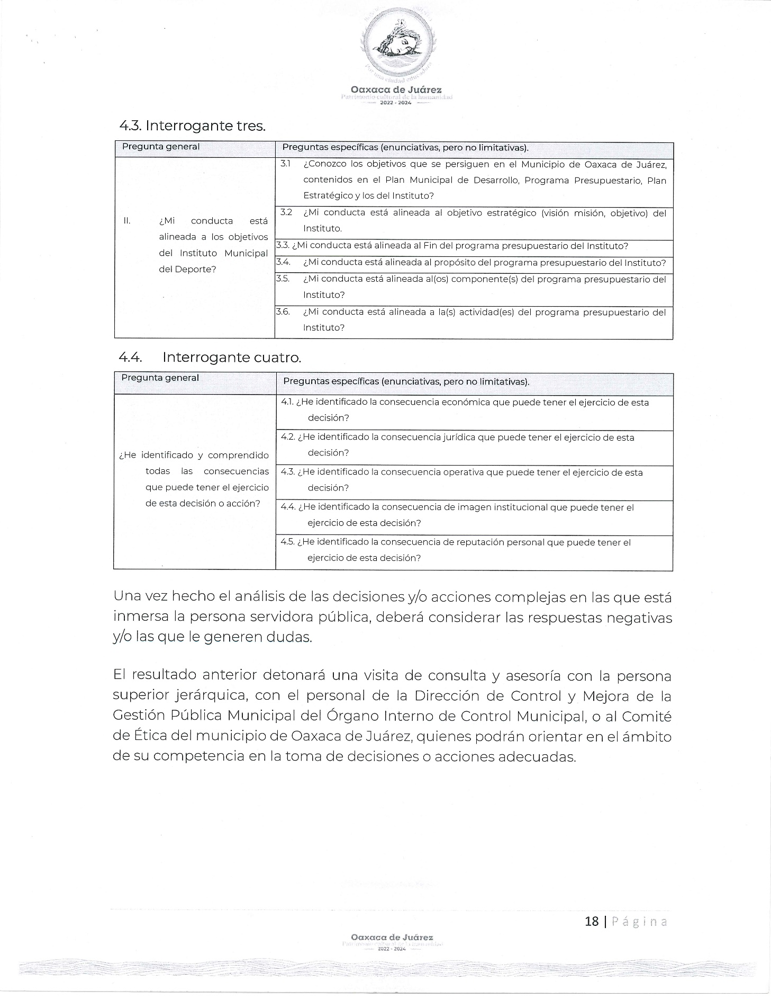 Por una ciudad educadora
Oaxaca de Juárez
Patrimonio cultural de la humanidad
2022 - 2024
4.3. Interrogante tres.
Pregunta general
Preguntas específicas (enunciativas, pero no limitativas).
II. ¿Mi conducta está
alineada a los objetivos
del Instituto Municipal
del Deporte?
3.1 ¿Conozco los objetivos que se persiguen en el Municipio de Oaxaca de Juárez,
contenidos en el Plan Municipal de Desarrollo, Programa Presupuestario, Plan
Estratégico y los del Instituto?
3.2 ¿Mi conducta está alineada al objetivo estratégico (visión misión, objetivo) del
Instituto.
3.3. ¿Mi conducta está alineada al Fin del programa presupuestario del Instituto?
3.4. ¿Mi conducta está alineada al propósito del programa presupuestario del Instituto?
3.5. ¿Mi conducta está alineada al(os) componente(s) del programa presupuestario del
Instituto?
3.6. ¿Mi conducta está alineada a la(s) actividad(es) del programa presupuestario del
Instituto?
4.4. Interrogante cuatro.
Pregunta general
Preguntas específicas (enunciativas, pero no limitativas).
¿He identificado y comprendido
todas las consecuencias
que puede tener el ejercicio
de esta decisión o acción?
4.1. ¿He identificado la consecuencia económica que puede tener el ejercicio de esta
decisión?
4.2. ¿He identificado la consecuencia jurídica que puede tener el ejercicio de esta
decisión?
4.3. ¿He identificado la consecuencia operativa que puede tener el ejercicio de esta
decisión?
4.4. ¿He identificado la consecuencia de imagen institucional que puede tener el
ejercicio de esta decisión?
4.5. ¿He identificado la consecuencia de reputación personal que puede tener el
ejercicio de esta decisión?
Una vez hecho el análisis de las decisiones y/o acciones complejas en las que está
inmersa la persona servidora pública, deberá considerar las respuestas negativas
y/o las que le generen dudas.
El resultado anterior detonará una visita de consulta y asesoría con la persona
superior jerárquica, con el personal de la Dirección de Control y Mejora de la
Gestión Pública Municipal del Órgano Interno de Control Municipal, o al Comité
de Ética del municipio de Oaxaca de Juárez, quienes podrán orientar en el ámbito
de su competencia en la toma de decisiones o acciones adecuadas.
18 | Página
Oaxaca de Juárez
Patrimonio cultural de la humanidad
2022 - 2024